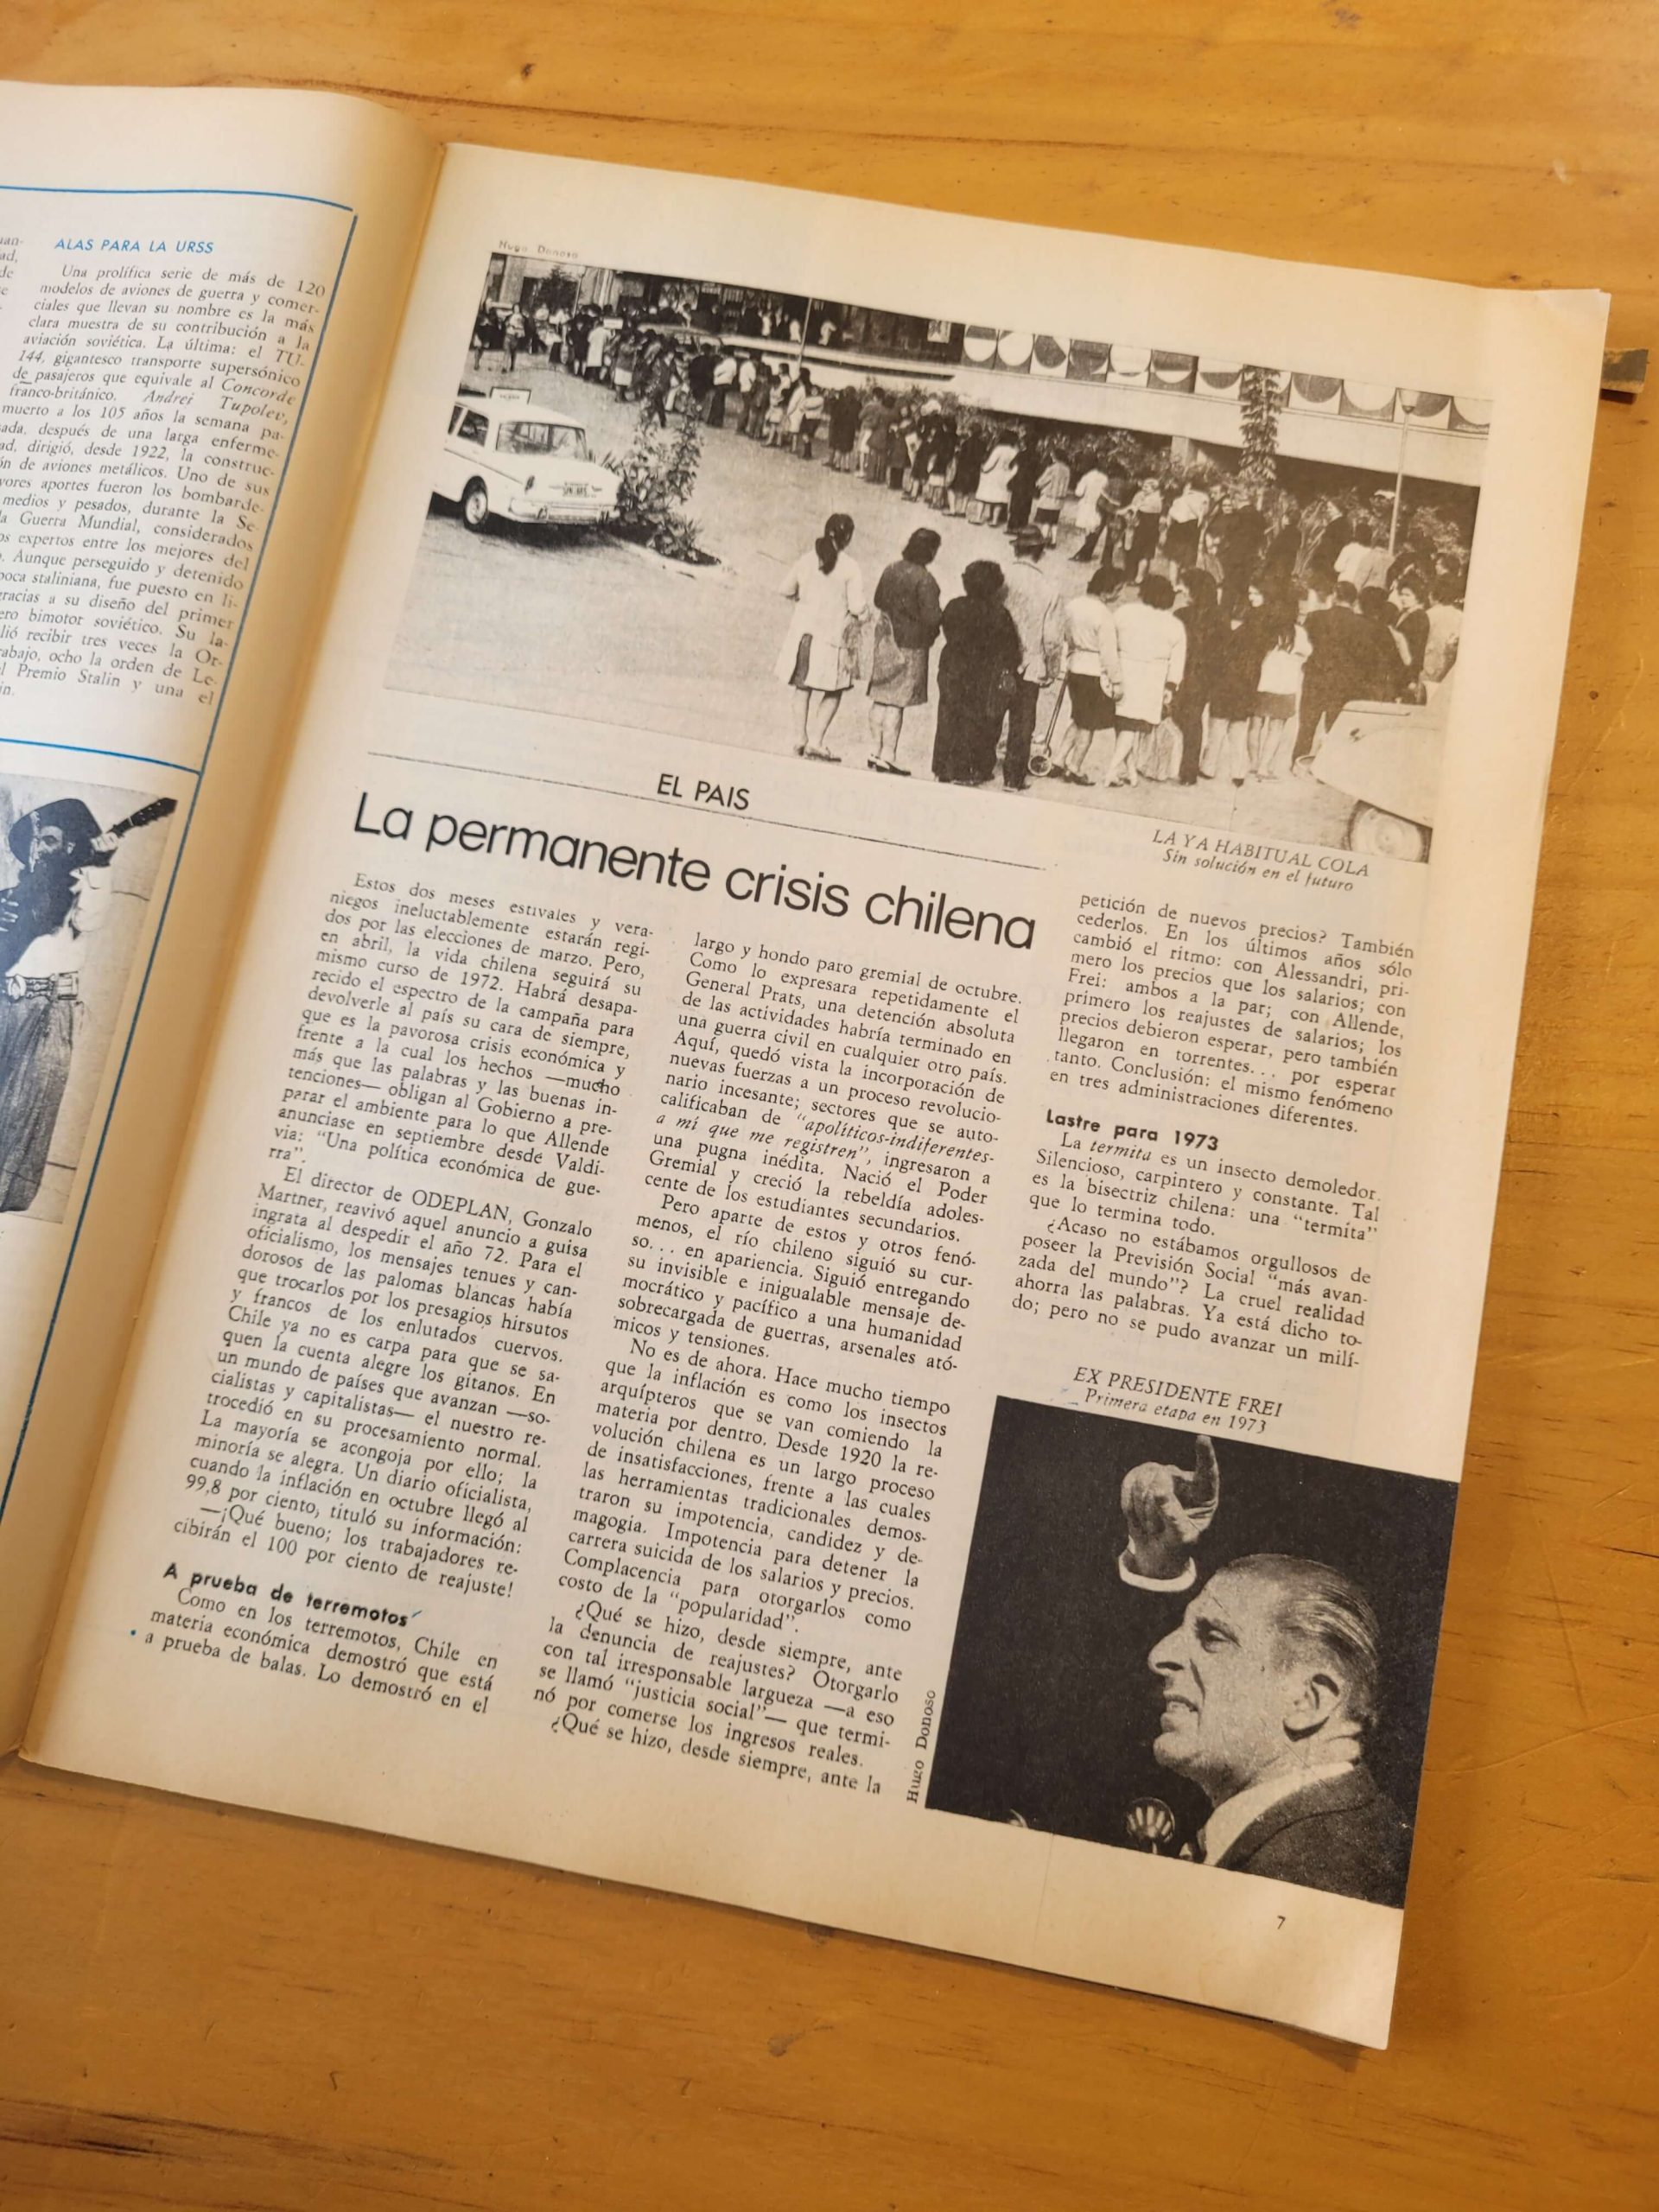 ALAS PARA LA URSS
Una prolífica serie de más de 120
modelos de aviones de guerra y comer-
ciales que llevan su nombre es la más
clara muestra de su contribución a la
aviación soviética. La última: el TU-
144, gigantesco transporte supersónico
de pasajeros que equivale al Concorde
franco-británico. Andrei Tupolev,
muerto a los 105 años la semana pa-
sada, después de una larga enferme-
dirigió, desde 1922, la construc-
de aviones metálicos. Uno de sus
aportes fueron los bombarde-
medios y pesados, durante la Se-
Guerra Mundial, considerados
expertos entre los mejores del
Aunque perseguido y detenido
staliniana, fue puesto en li-
a su diseño del primer
bimotor soviético. Su la-
recibir tres veces la Or-
ocho la orden de Le-
Premio Stalin y una el
Hugo Donoso
LA YA HABITUAL COLA
Sin solución en el futuro
EL PAIS
La permanente crisis chilena
Estos dos meses estivales y vera-
niegos ineluctablemente estarán regi-
dos por las elecciones de marzo. Pero,
en abril, la vida chilena seguirá su
mismo curso de 1972. Habrá desapa-
recido el espectro de la campaña para
devolverle al país su cara de siempre,
que es la pavorosa crisis económica y
frente a la cual los hechos —mucho
más que las palabras y las buenas in-
tenciones— obligan al Gobierno a pre-
parar el ambiente para lo que Allende
anunciase en septiembre desde Valdi-
via: "Una política económica de gue-
rra".
El director de ODEPLAN, Gonzalo
Martner, reavivó aquel anuncio a guisa
ingrata al despedir el año 72. Para el
oficialismo, los mensajes tenues y can-
dorosos de las palomas blancas había
que trocarlos por los presagios hirsutos
y francos de los enlutados cuervos.
Chile ya no es carpa para que se sa-
quen la cuenta alegre los gitanos. En
un mundo de países que avanzan —so-
cialistas y capitalistas— el nuestro re-
trocedió en su procesamiento normal.
La mayoría se acongoja por ello; la
minoría se alegra. Un diario oficialista,
cuando la inflación en octubre llegó al
99,8 por ciento, tituló su información:
—¡Qué bueno; los trabajadores re-
cibirán el 100 por ciento de reajuste!
A prueba de terremotos
Como en los terremotos, Chile en
materia económica demostró que está
a prueba de balas. Lo demostró en el
largo y hondo paro gremial de octubre.
Como lo expresara repetidamente el
General Prats, una detención absoluta
de las actividades habría terminado en
una guerra civil en cualquier otro país.
Aquí, quedó vista la incorporación de
nuevas fuerzas a un proceso revolucio-
nario incesante; sectores que se auto-
calificaban de "apolíticos-indiferentes-
a mí que me registren", ingresaron a
una pugna inédita. Nació el Poder
Gremial y creció la rebeldía adoles-
cente de los estudiantes secundarios.
Pero aparte de estos y otros fenó-
menos, el río chileno siguió su cur-
so... en apariencia. Siguió entregando
su invisible e inigualable mensaje de-
mocrático y pacífico a una humanidad
sobrecargada de guerras, arsenales ató-
micos y tensiones.
No es de ahora. Hace mucho tiempo
que la inflación es como los insectos
arquípteros que se van comiendo la
materia por dentro. Desde 1920 la re-
volución chilena es un largo proceso
de insatisfacciones, frente a las cuales
las herramientas tradicionales demos-
traron su impotencia, candidez y de-
magogia. Impotencia para detener la
carrera suicida de los salarios y precios.
Complacencia para otorgarlos como
costo de la "popularidad".
¿Qué se hizo, desde siempre, ante
la denuncia de reajustes? Otorgarlo
con tal irresponsable largueza —a eso
se llamó "justicia social"— que termi-
nó por comerse los ingresos reales.
¿Qué se hizo, desde siempre, ante la
petición de nuevos precios? También
cederlos. En los últimos años sólo
cambió el ritmo: con Alessandri, pri-
mero los precios que los salarios; con
Frei: ambos a la par; con Allende,
primero los reajustes de salarios; los
precios debieron esperar, pero también
llegaron en torrentes... por esperar
tanto. Conclusión: el mismo fenómeno
en tres administraciones diferentes.
Lastre para 1973
La termita es un insecto demoledor.
Silencioso, carpintero y constante. Tal
es la bisectriz chilena: una "termita"
que lo termina todo.
¿Acaso no estábamos orgullosos de
poseer la Previsión Social "más avan-
zada del mundo"? La cruel realidad
ahorra las palabras. Ya está dicho to-
do; pero no se pudo avanzar un milí-
EX PRESIDENTE FREI
Primera etapa en 1973
Hugo Donoso
7